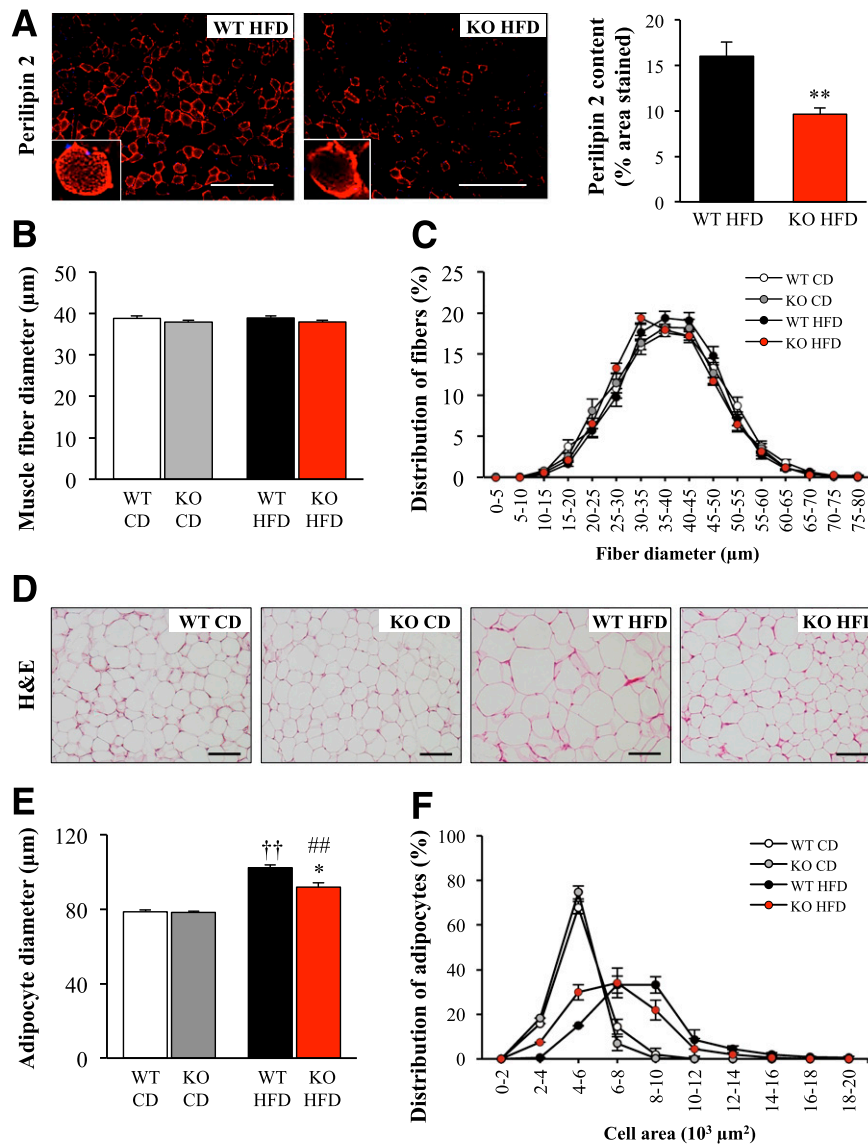 A
Perilipin 2
WT HFD
KO HFD
Perilipin 2 content
(% area stained)
20
15
10
5
0
**
WT HFD
KO HFD
B
Muscle fiber diameter (µm)
50
40
30
20
10
0
WT
CD
KO
CD
WT
HFD
KO
HFD
C
Distribution of fibers (%)
25
20
15
10
5
0
WT CD
KO CD
WT HFD
KO HFD
0-5
5-10
10-15
15-20
20-25
25-30
30-35
35-40
40-45
45-50
50-55
55-60
60-65
65-70
70-75
75-80
Fiber diameter (µm)
D
H&E
WT CD
KO CD
WT HFD
KO HFD
E
Adipocyte diameter (µm)
120
80
40
0
††
##
*
WT
CD
KO
CD
WT
HFD
KO
HFD
F
Distribution of adipocytes (%)
100
80
60
40
20
0
WT CD
KO CD
WT HFD
KO HFD
0-2
2-4
4-6
6-8
8-10
10-12
12-14
14-16
16-18
18-20
Cell area (10³ µm²)